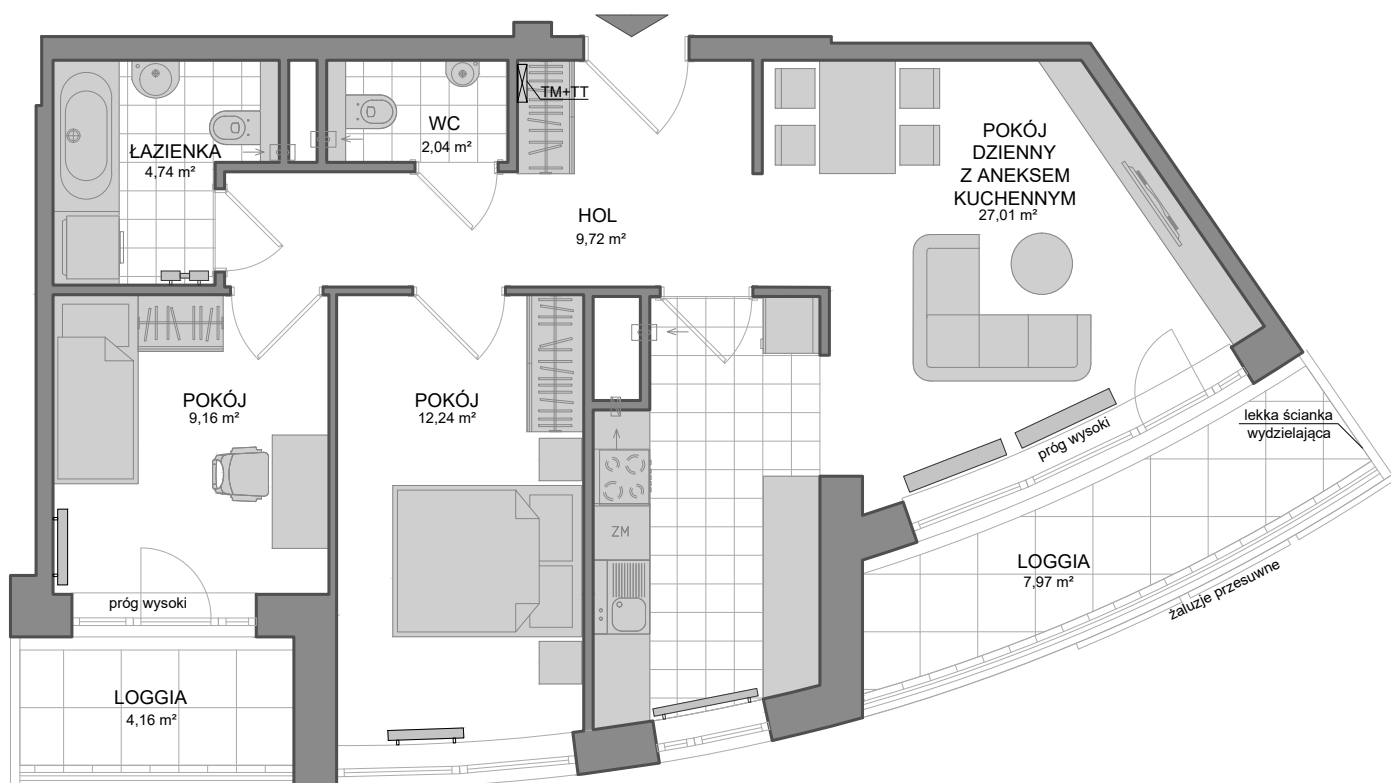 TM+TT
WC
2,04 m²
ŁAZIENKA
4,74 m²
POKÓJ
DZIENNY
Z ANEKSEM
KUCHENNYM
27,01 m²
HOL
9,72 m²
POKÓJ
9,16 m²
POKÓJ
12,24 m²
lekka ścianka
wydzielająca
próg wysoki
ZM
LOGGIA
7,97 m²
żaluzje przesuwne
próg wysoki
LOGGIA
4,16 m²